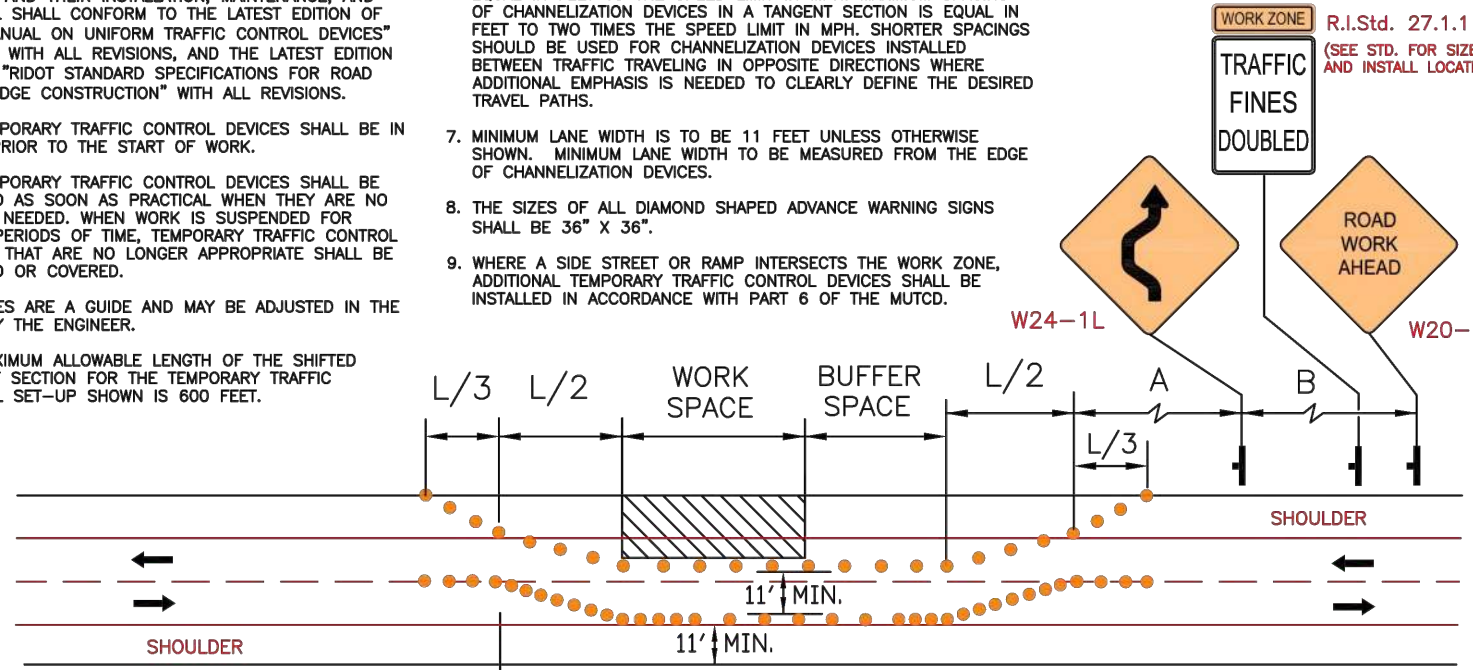 AND THEIR INSTALLATION, MAINTENANCE, AND
SHALL CONFORM TO THE LATEST EDITION OF
UNIFORM TRAFFIC CONTROL DEVICES"
WITH ALL REVISIONS, AND THE LATEST EDITION
"RIDOT STANDARD SPECIFICATIONS FOR ROAD
CONSTRUCTION" WITH ALL REVISIONS.
TRAFFIC CONTROL DEVICES SHALL BE IN
PRIOR TO THE START OF WORK.
TRAFFIC CONTROL DEVICES SHALL BE
AS SOON AS PRACTICAL WHEN THEY ARE NO
NEEDED. WHEN WORK IS SUSPENDED FOR
PERIODS OF TIME, TEMPORARY TRAFFIC CONTROL
THAT ARE NO LONGER APPROPRIATE SHALL BE
OR COVERED.
ARE A GUIDE AND MAY BE ADJUSTED IN THE
THE ENGINEER.
ALLOWABLE LENGTH OF THE SHIFTED
SECTION FOR THE TEMPORARY TRAFFIC
SET-UP SHOWN IS 600 FEET.
OF CHANNELIZATION DEVICES IN A TANGENT SECTION IS EQUAL IN
FEET TO TWO TIMES THE SPEED LIMIT IN MPH. SHORTER SPACINGS
SHOULD BE USED FOR CHANNELIZATION DEVICES INSTALLED
BETWEEN TRAFFIC TRAVELING IN OPPOSITE DIRECTIONS WHERE
ADDITIONAL EMPHASIS IS NEEDED TO CLEARLY DEFINE THE DESIRED
TRAVEL PATHS.
7. MINIMUM LANE WIDTH IS TO BE 11 FEET UNLESS OTHERWISE
SHOWN. MINIMUM LANE WIDTH TO BE MEASURED FROM THE EDGE
OF CHANNELIZATION DEVICES.
8. THE SIZES OF ALL DIAMOND SHAPED ADVANCE WARNING SIGNS
SHALL BE 36" X 36".
9. WHERE A SIDE STREET OR RAMP INTERSECTS THE WORK ZONE,
ADDITIONAL TEMPORARY TRAFFIC CONTROL DEVICES SHALL BE
INSTALLED IN ACCORDANCE WITH PART 6 OF THE MUTCD.
WORK ZONE
TRAFFIC
FINES
DOUBLED
R.I.Std. 27.1.1
(SEE STD. FOR SIZE
AND INSTALL
ROAD
WORK
AHEAD
W24-1L
W20-
L/3
L/2
WORK
SPACE
BUFFER
SPACE
L/2
A
B
L/3
SHOULDER
11' MIN.
11' MIN.
SHOULDER